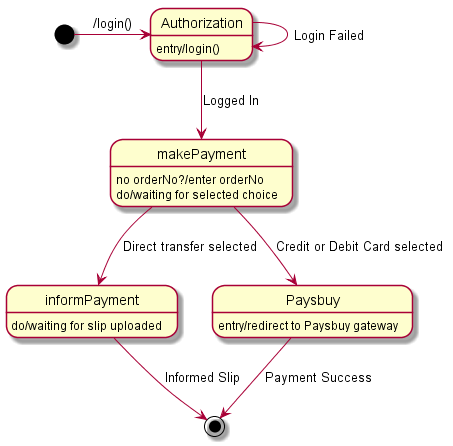 /login()
Authorization
entry/login()
Login Failed
Logged In
makePayment
no orderNo?/enter orderNo
do/waiting for selected choice
Direct transfer selected
Credit or Debit Card selected
informPayment
do/waiting for slip uploaded
Paysbuy
entry/redirect to Paysbuy gateway
Informed Slip
Payment Success